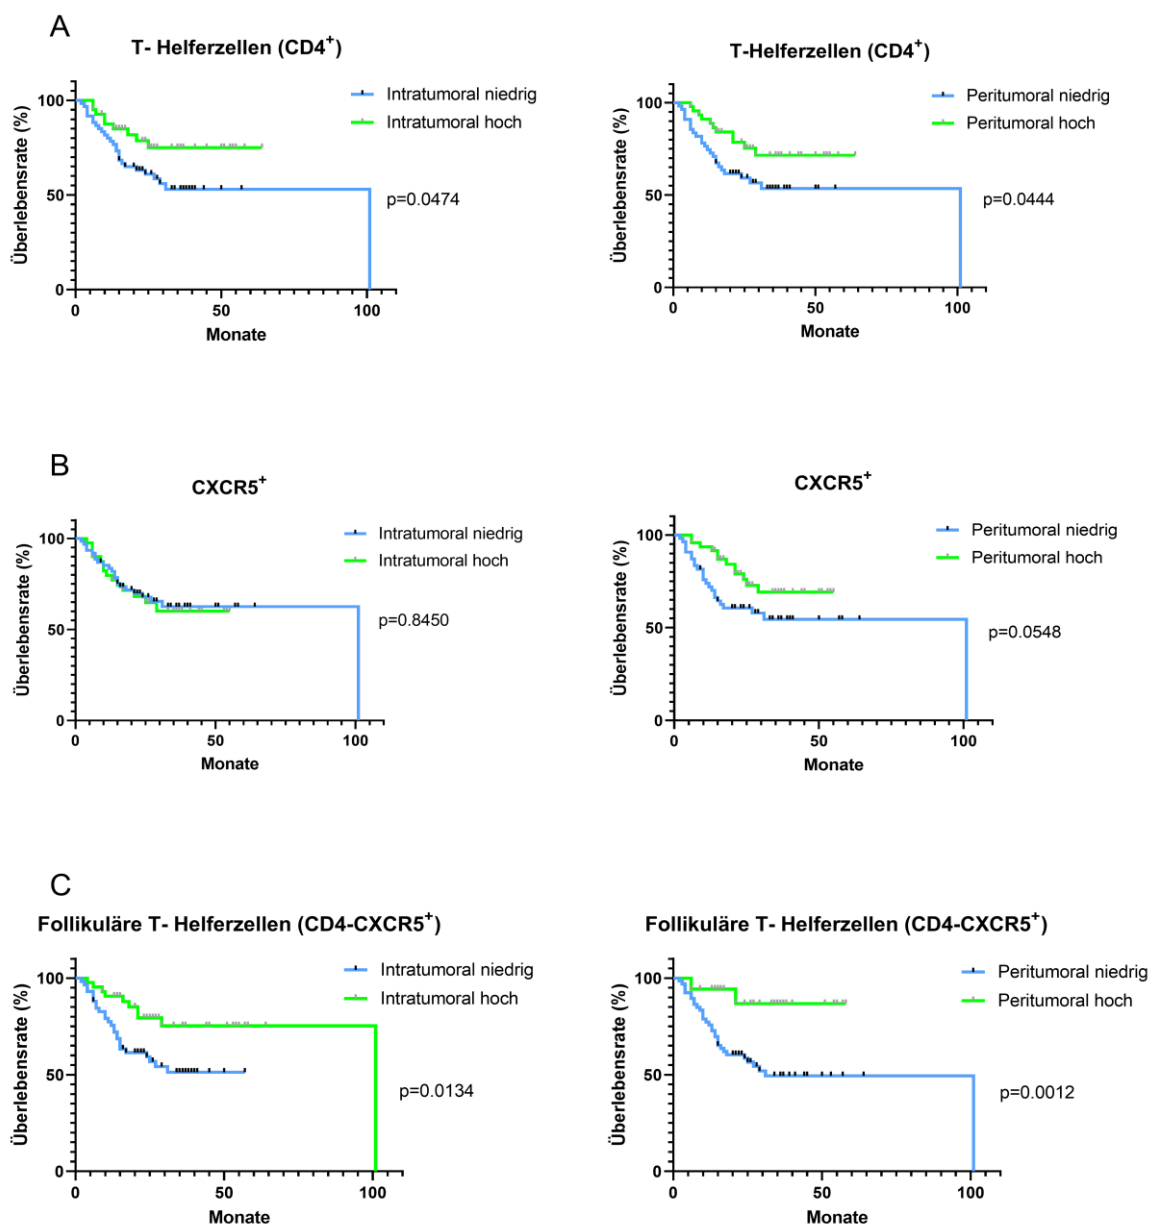 A
T- Helferzellen (CD4⁺)
Überlebensrate (%)
100
50
0
0 50 100
Monate
Intratumoral niedrig
Intratumoral hoch
p=0.0474
T-Helferzellen (CD4⁺)
Überlebensrate (%)
100
50
0
0 50 100
Monate
Peritumoral niedrig
Peritumoral hoch
p=0.0444
B
CXCR5⁺
Überlebensrate (%)
100
50
0
0 50 100
Monate
Intratumoral niedrig
Intratumoral hoch
p=0.8450
CXCR5⁺
Überlebensrate (%)
100
50
0
0 50 100
Monate
Peritumoral niedrig
Peritumoral hoch
p=0.0548
C
Follikuläre T- Helferzellen (CD4-CXCR5⁺)
Überlebensrate (%)
100
50
0
0 50 100
Monate
Intratumoral niedrig
Intratumoral hoch
p=0.0134
Follikuläre T- Helferzellen (CD4-CXCR5⁺)
Überlebensrate (%)
100
50
0
0 50 100
Monate
Peritumoral niedrig
Peritumoral hoch
p=0.0012